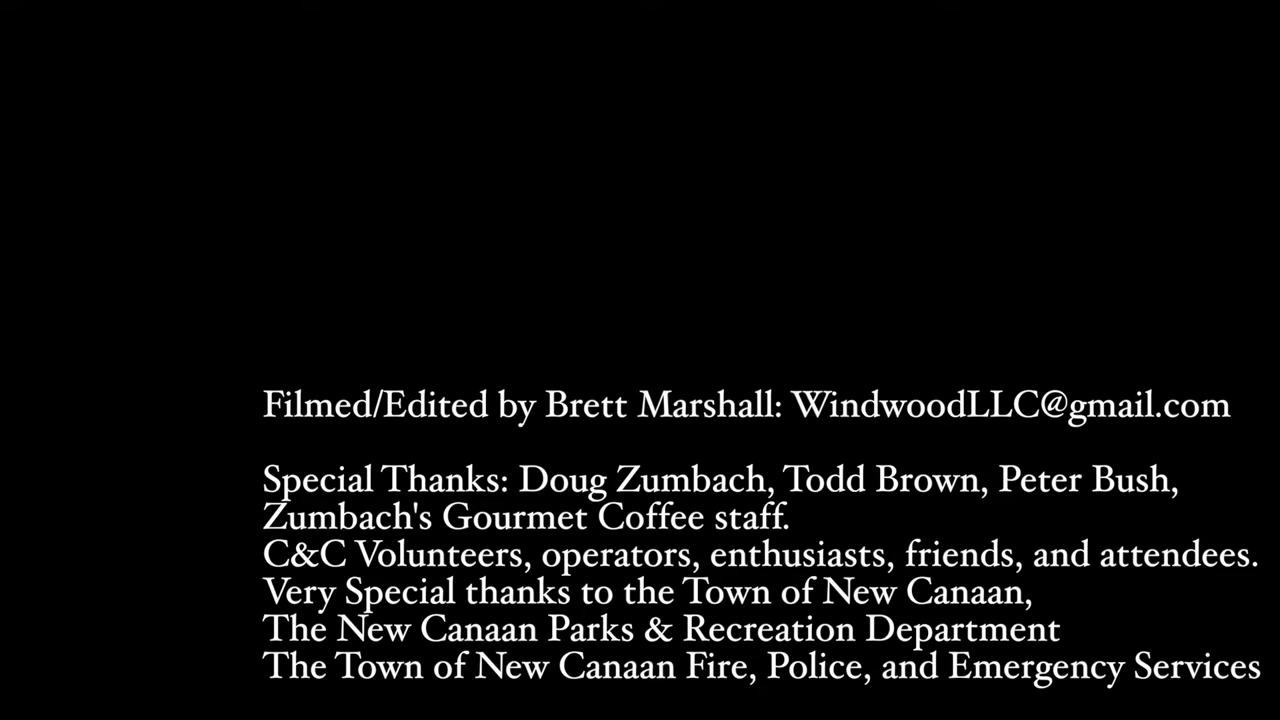 Filmed/Edited by Brett Marshall: WindwoodLLC@gmail.com
Special Thanks: Doug Zumbach, Todd Brown, Peter Bush,
Zumbach's Gourmet Coffee staff.
C&C Volunteers, operators, enthusiasts, friends, and attendees.
Very Special thanks to the Town of New Canaan,
The New Canaan Parks & Recreation Department
The Town of New Canaan Fire, Police, and Emergency Services